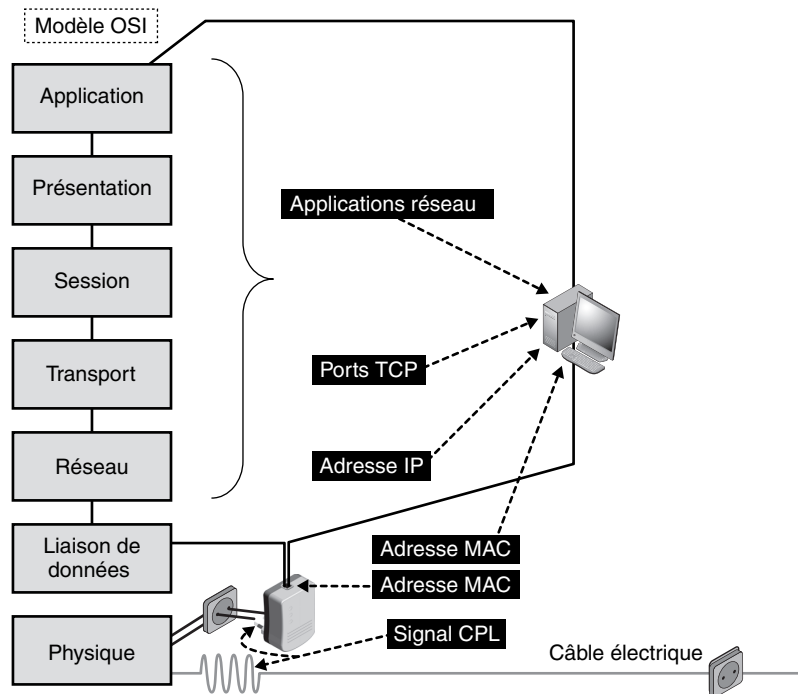 Modèle OSI
Application
Présentation
Applications réseau
Session
Transport
Ports TCP
Réseau
Adresse IP
Liaison de
données
Adresse MAC
Adresse MAC
Physique
Signal CPL
Câble électrique